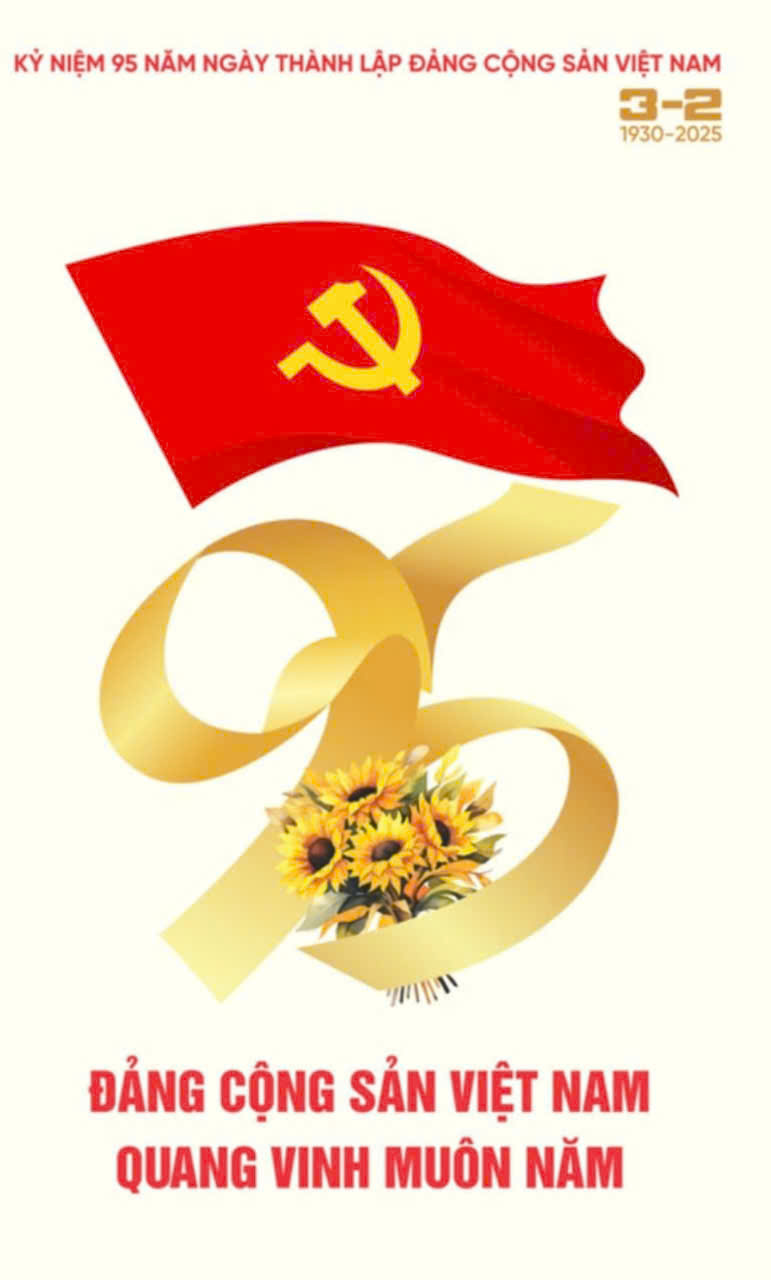 KỶ NIỆM 95 NĂM NGÀY THÀNH LẬP ĐẢNG CỘNG SẢN VIỆT NAM
3-2
1930-2025
95
ĐẢNG CỘNG SẢN VIỆT NAM
QUANG VINH MUÔN NĂM